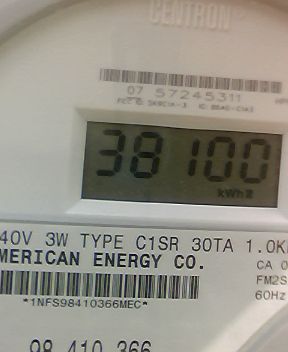 CENTRON®
07 57245311
38100
kWh
40V 3W TYPE C1SR 30TA 1.0K
MERICAN ENERGY CO.
CA 0
FM2S
60Hz
*1NFS98410366MEC*
98 410 366